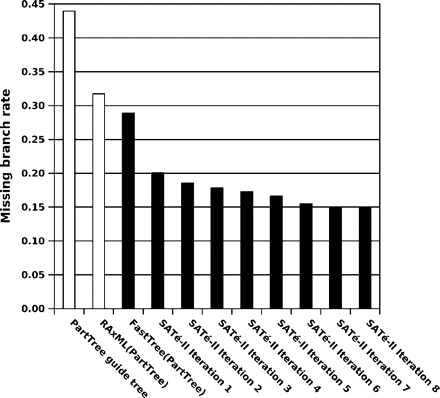 Missing branch rate
0.45
0.40
0.35
0.30
0.25
0.20
0.15
0.10
0.05
0.00
PartTree guide tree
RAxML(PartTree)
FastTree(PartTree)
SATé-II Iteration 1
SATé-II Iteration 2
SATé-II Iteration 3
SATé-II Iteration 4
SATé-II Iteration 5
SATé-II Iteration 6
SATé-II Iteration 7
SATé-II Iteration 8